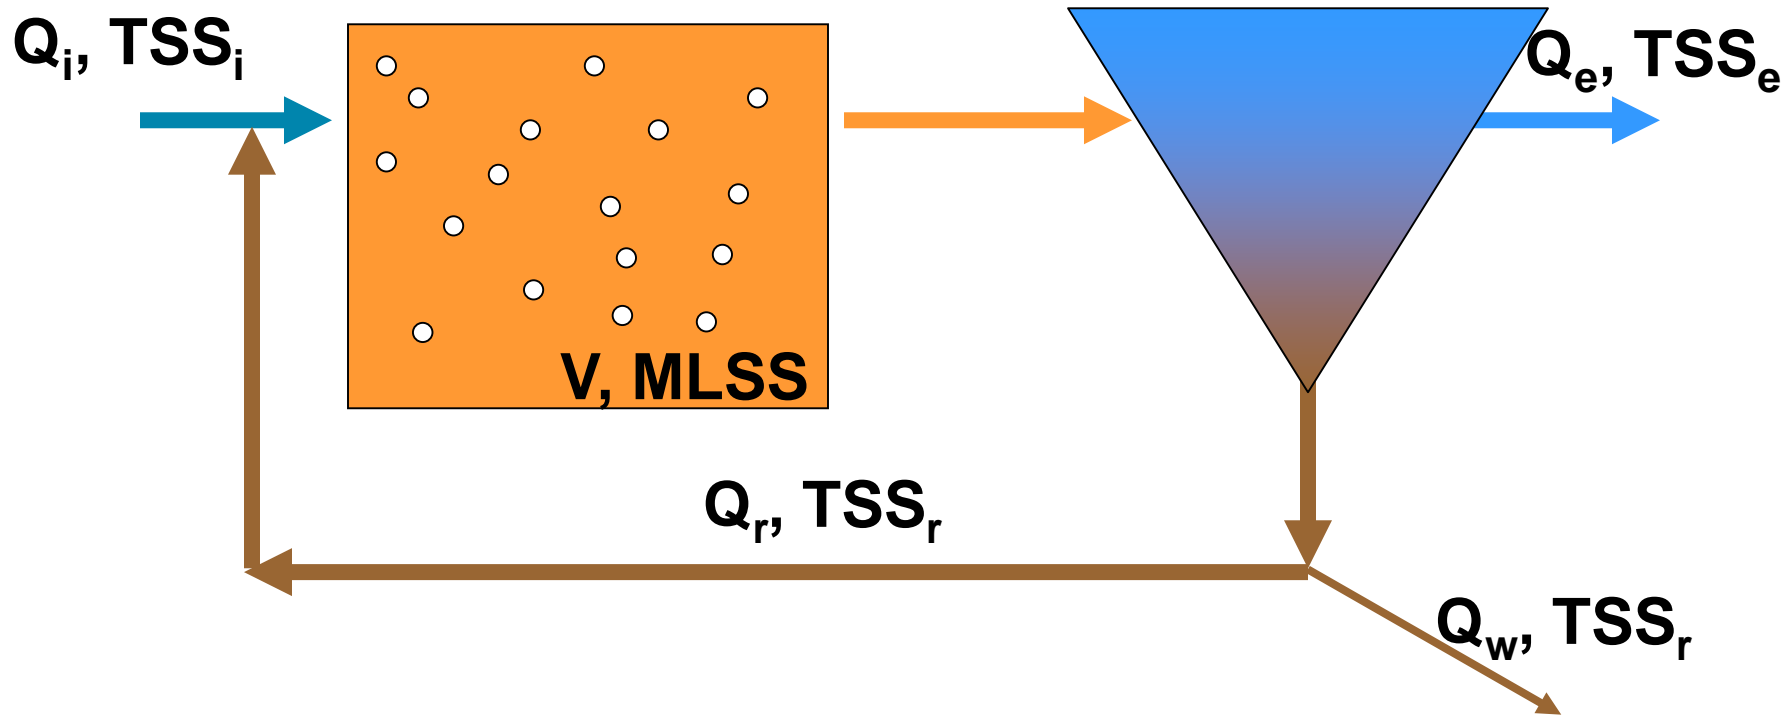 Qi, TSSi
Qe, TSSe
V, MLSS
Qr, TSSr
Qw, TSSr